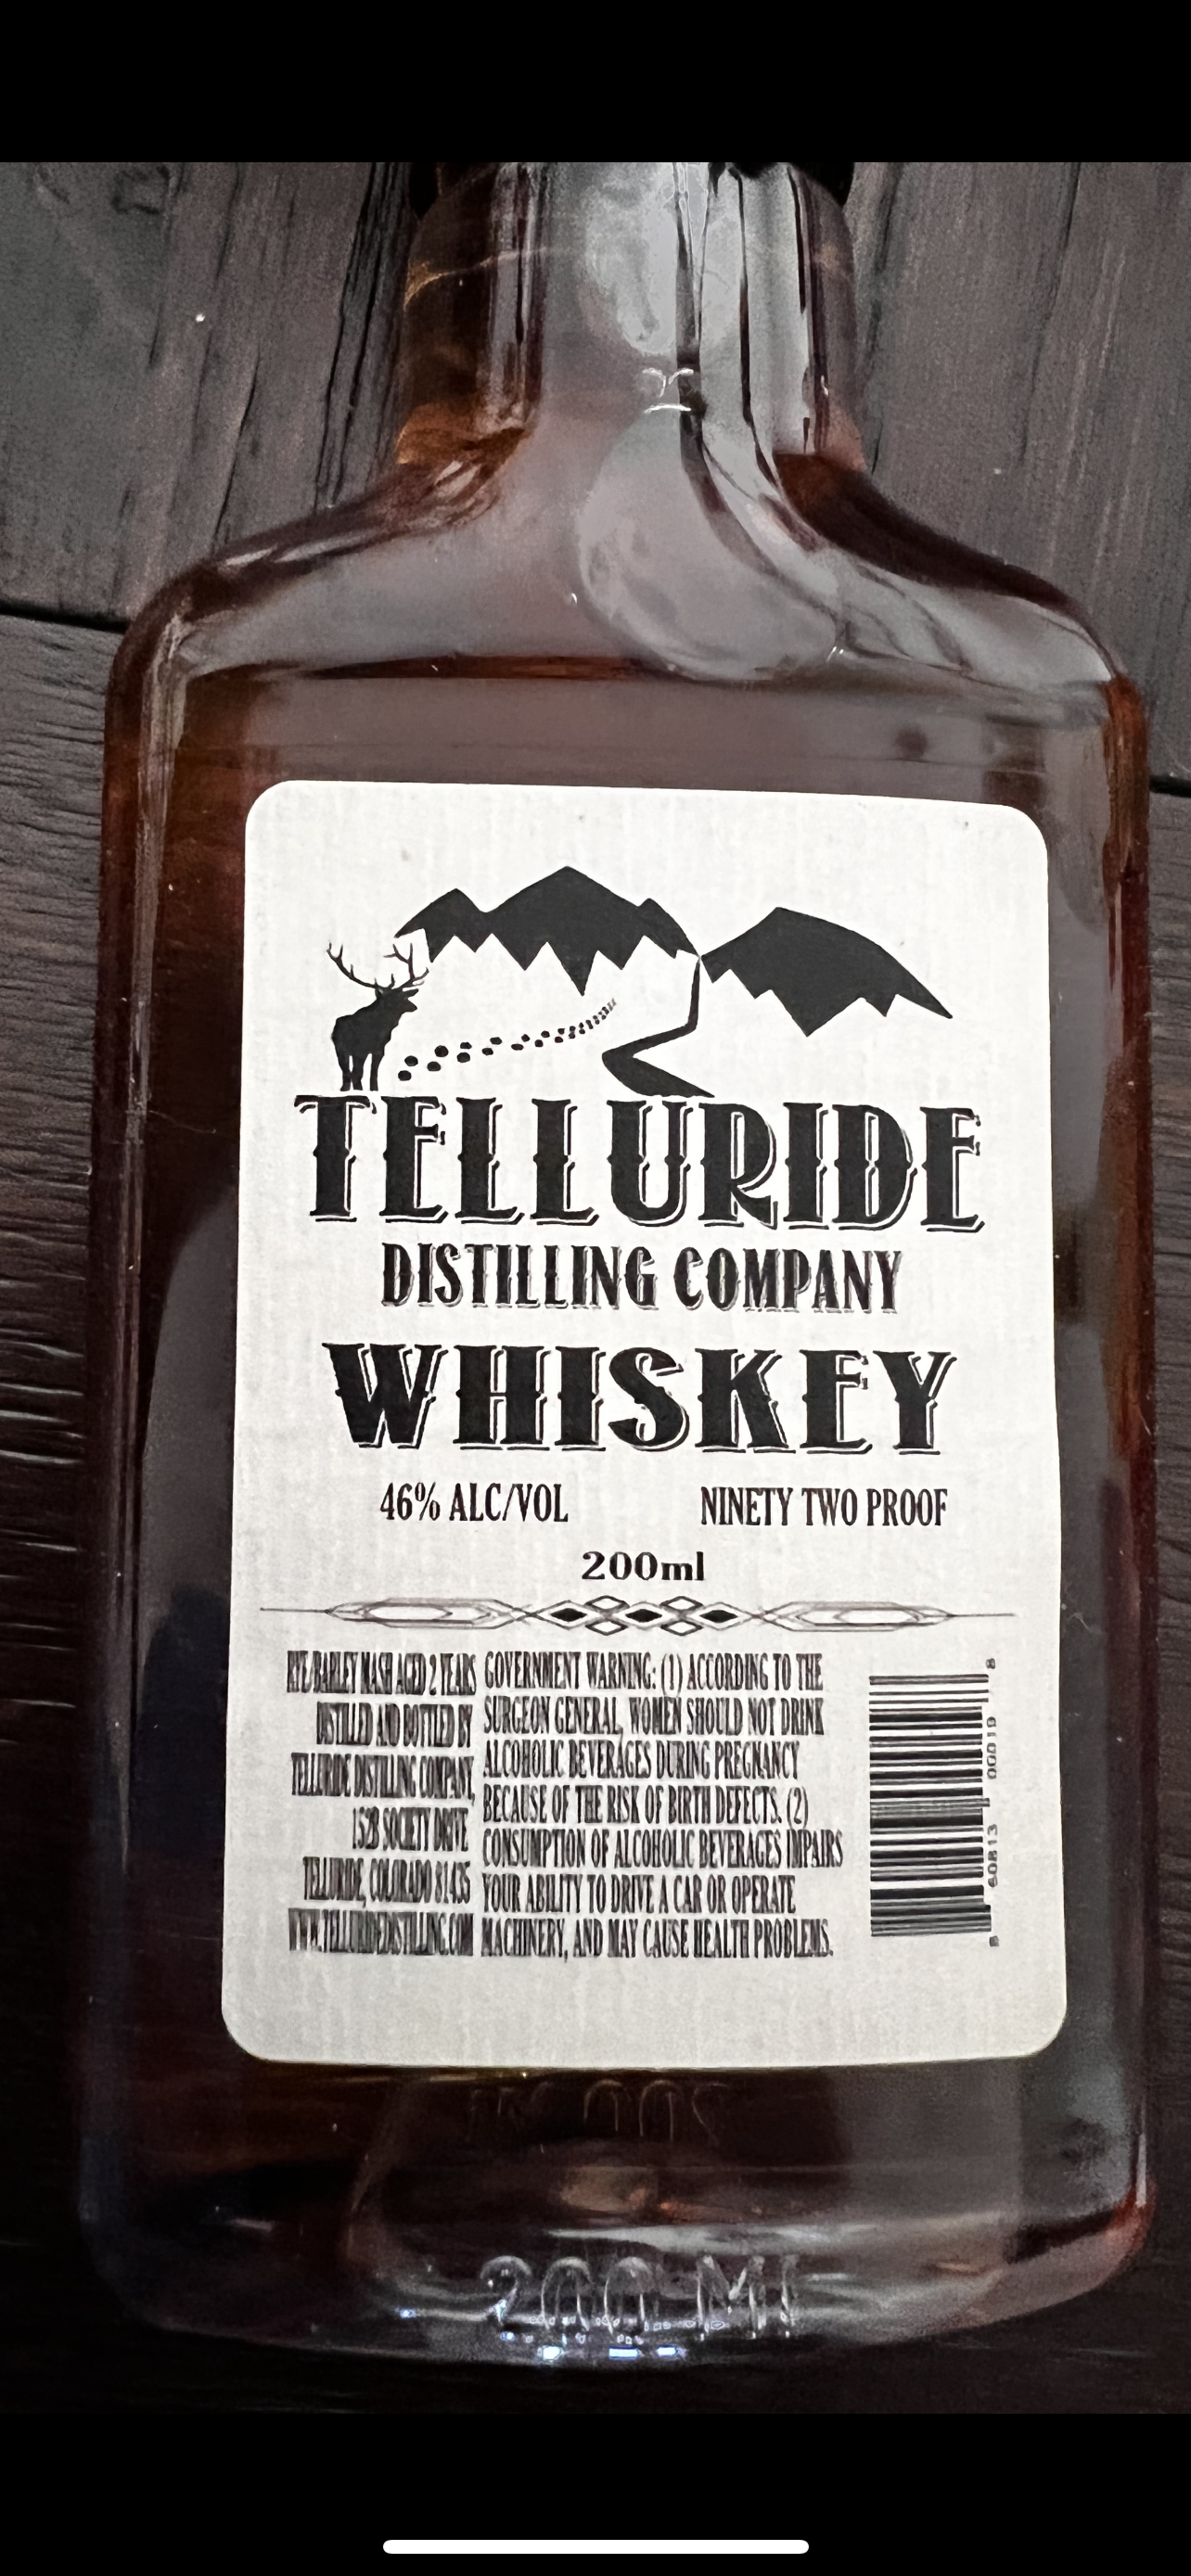 TELLURIDE
DISTILLING COMPANY
WHISKEY
46% ALC/VOL NINETY TWO PROOF
200ml
RYE/BARLEY MASH AGED 2 YEARS
DISTILLED AND BOTTLED BY
TELLURIDE DISTILLING COMPANY,
152B SOCIETY DRIVE
TELLURIDE, COLORADO 81435
WWW.TELLURIDEDISTILLING.COM
GOVERNMENT WARNING: (1) ACCORDING TO THE
SURGEON GENERAL, WOMEN SHOULD NOT DRINK
ALCOHOLIC BEVERAGES DURING PREGNANCY
BECAUSE OF THE RISK OF BIRTH DEFECTS. (2)
CONSUMPTION OF ALCOHOLIC BEVERAGES IMPAIRS
YOUR ABILITY TO DRIVE A CAR OR OPERATE
MACHINERY, AND MAY CAUSE HEALTH PROBLEMS.
200 ML